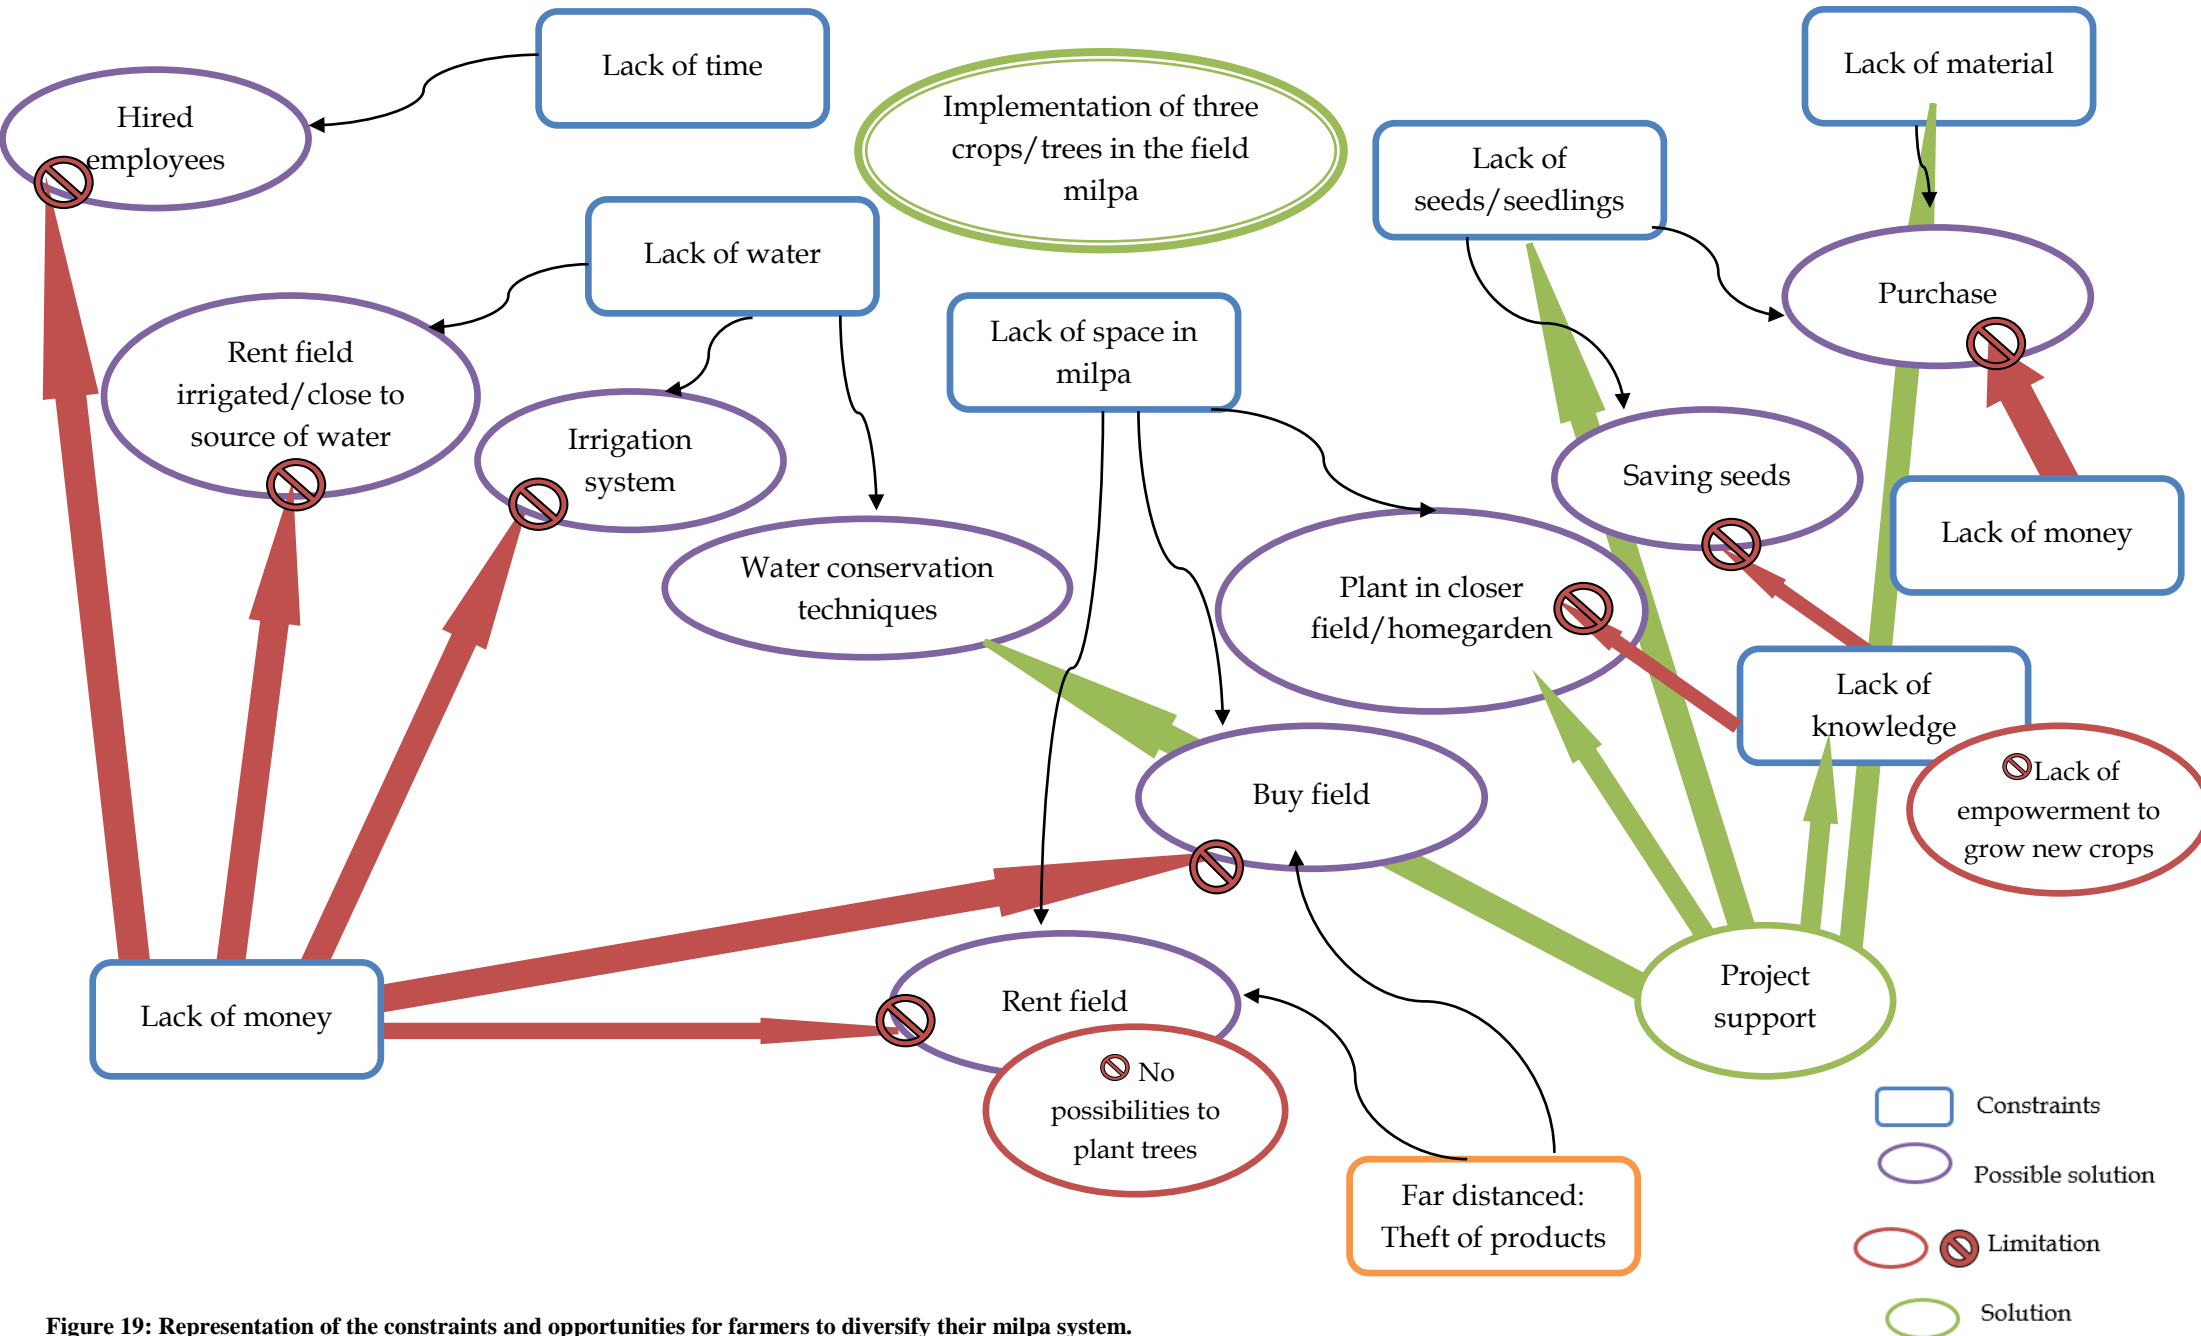 Lack of time
Hired
employees
Implementation of three
crops/trees in the field
milpa
Lack of material
Lack of
seeds/seedlings
Lack of water
Purchase
Lack of space in
milpa
Rent field
irrigated/close to
source of water
Irrigation
system
Saving seeds
Lack of money
Water conservation
techniques
Plant in closer
field/homegarden
Lack of
knowledge
Lack of
empowerment to
grow new crops
Buy field
Project
support
Lack of money
Rent field
No
possibilities to
plant trees
Far distanced:
Theft of products
Constraints
Possible solution
Limitation
Solution
Figure 19: Representation of the constraints and opportunities for farmers to diversify their milpa system.